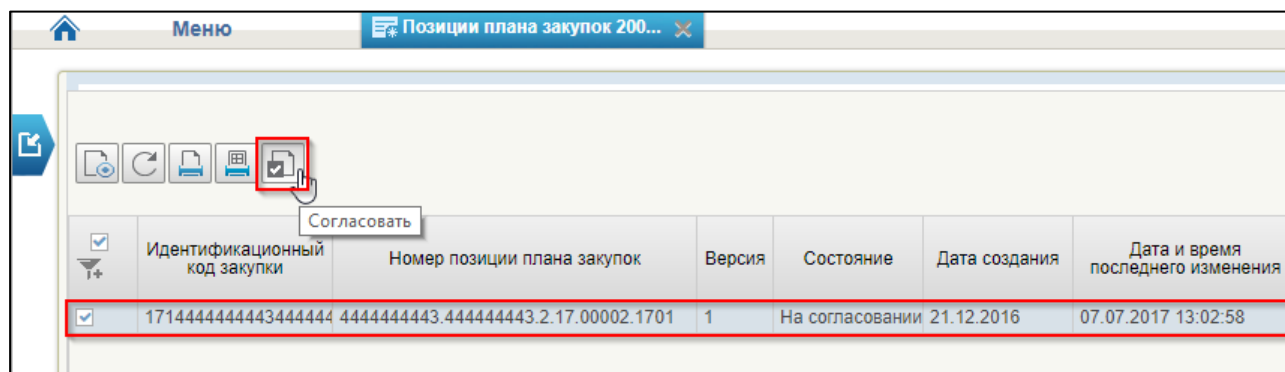 Меню
Позиции плана закупок 200...
Согласовать
Идентификационный
код закупки
Номер позиции плана закупок
Версия
Состояние
Дата создания
Дата и время
последнего изменения
4444444443.444444443.2.17.00002.1701
1
На согласовании
21.12.2016
07.07.2017 13:02:58